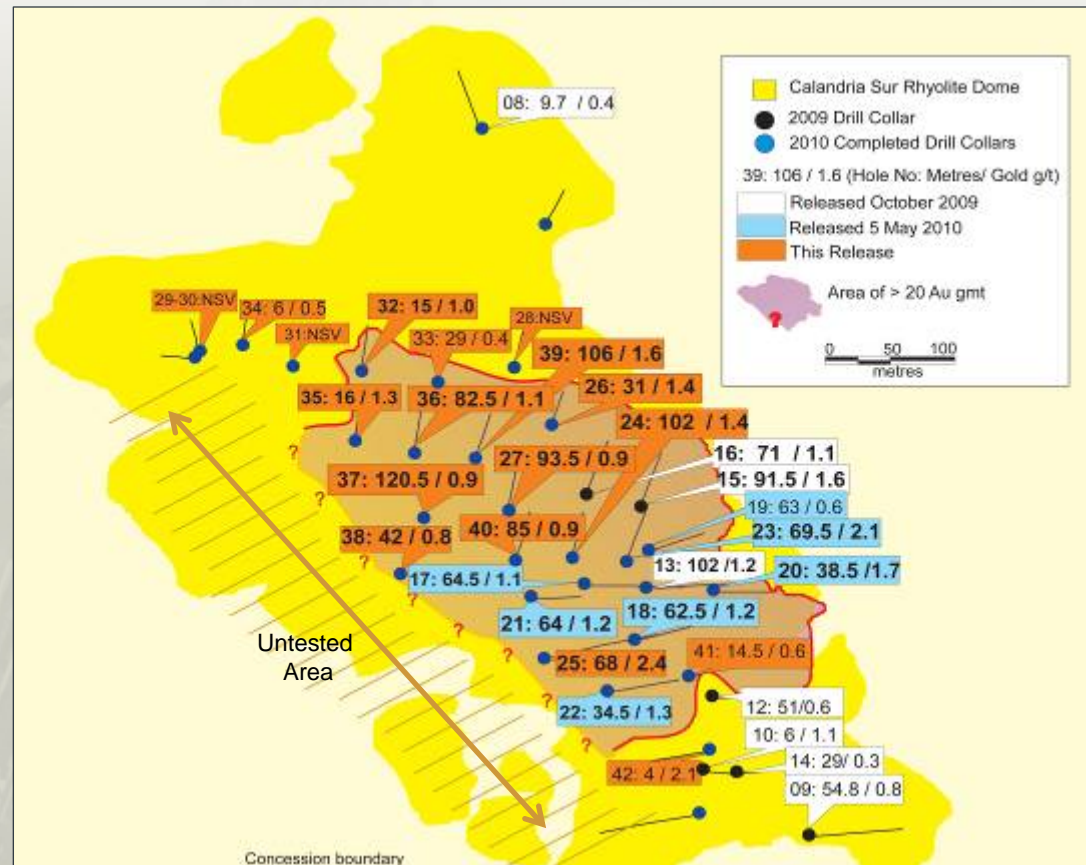 08: 9.7 / 0.4
Calandria Sur Rhyolite Dome
2009 Drill Collar
2010 Completed Drill Collars
39: 106 / 1.6 (Hole No: Metres/ Gold g/t)
Released October 2009
Released 5 May 2010
This Release
?
Area of > 20 Au gmt
0 50 100
metres
29-30:NSV
34: 6 / 0.5
31:NSV
32: 15 / 1.0
33: 29 / 0.4
28:NSV
39: 106 / 1.6
35: 16 / 1.3
36: 82.5 / 1.1
26: 31 / 1.4
24: 102 / 1.4
16: 71 / 1.1
15: 91.5 / 1.6
27: 93.5 / 0.9
?
37: 120.5 / 0.9
?
19: 63 / 0.6
23: 69.5 / 2.1
40: 85 / 0.9
38: 42 / 0.8
?
13: 102 /1.2
20: 38.5 /1.7
17: 64.5 / 1.1
?
21: 64 / 1.2
18: 62.5 / 1.2
?
Untested
Area
?
25: 68 / 2.4
41: 14.5 / 0.6
?
22: 34.5 / 1.3
?
12: 51/0.6
10: 6 / 1.1
14: 29/ 0.3
42: 4 / 2.1
09: 54.8 / 0.8
Concession boundary